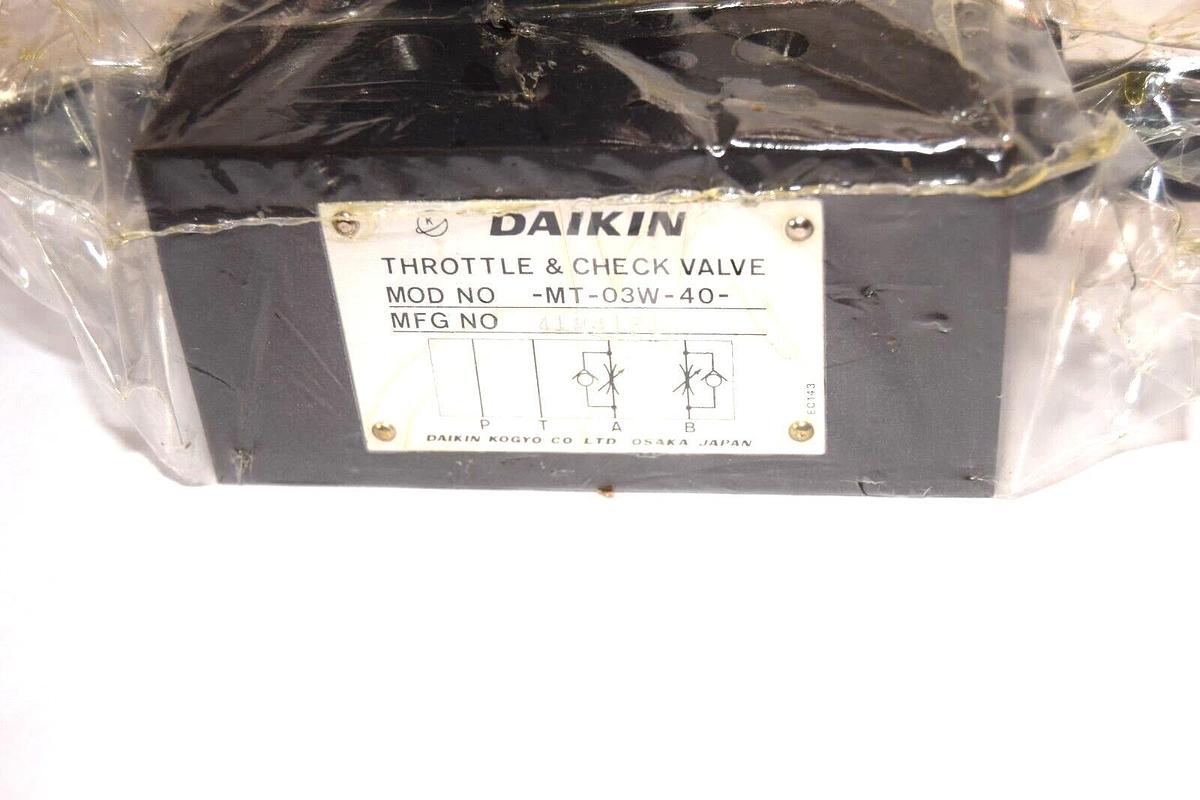 K DAIKIN
THROTTLE & CHECK VALVE
MOD NO -MT-03W-40-
MFG NO
P T A B
EC143
DAIKIN KOGYO CO LTD OSAKA JAPAN